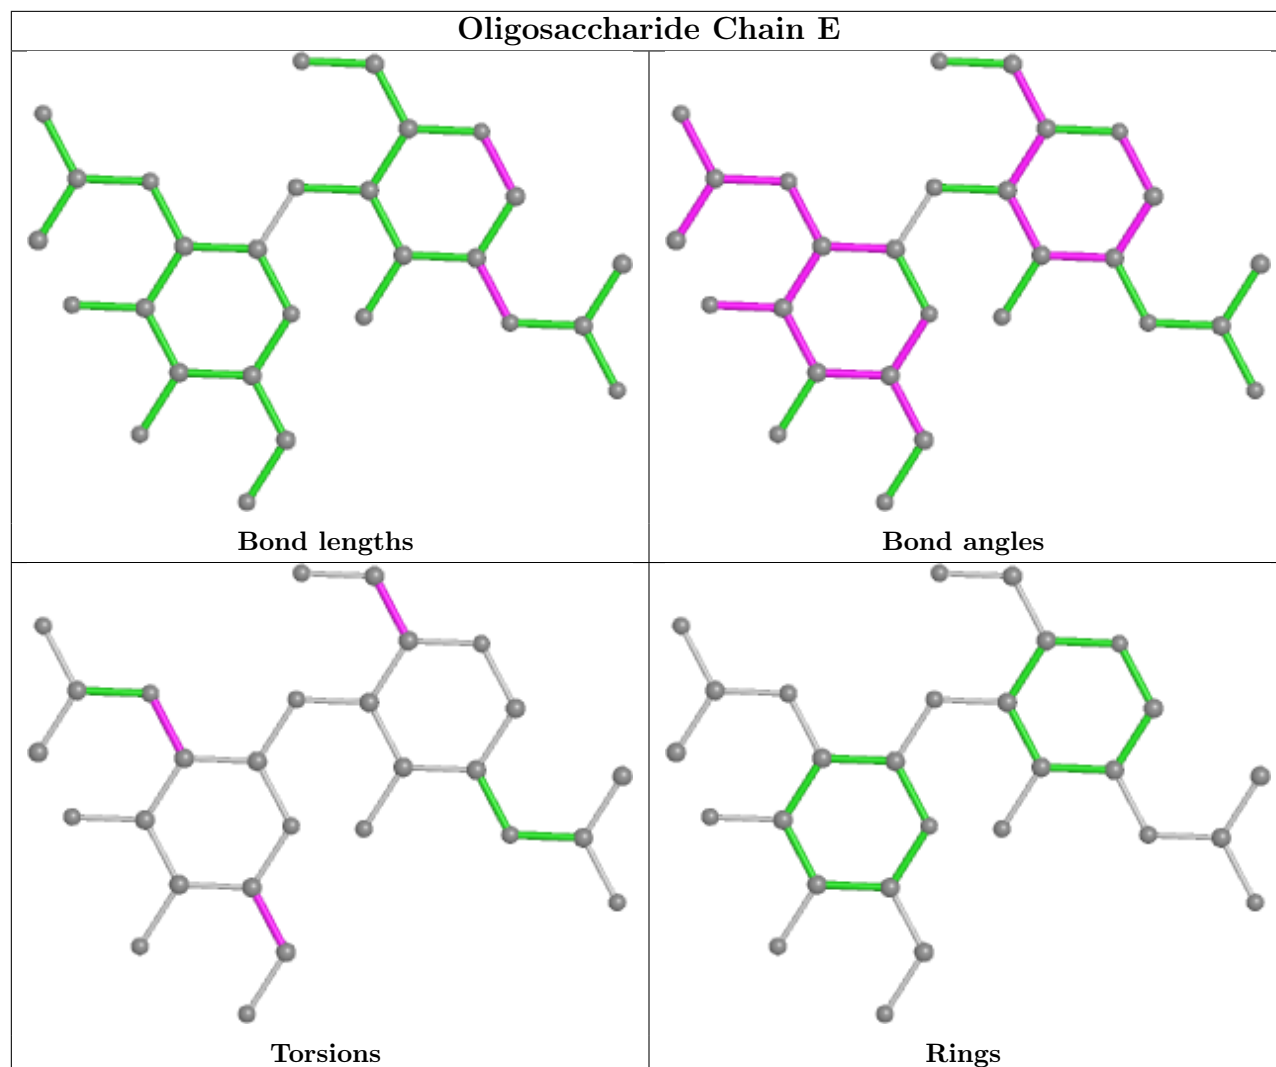 Oligosaccharide Chain E
Bond lengths
Bond angles
Torsions
Rings